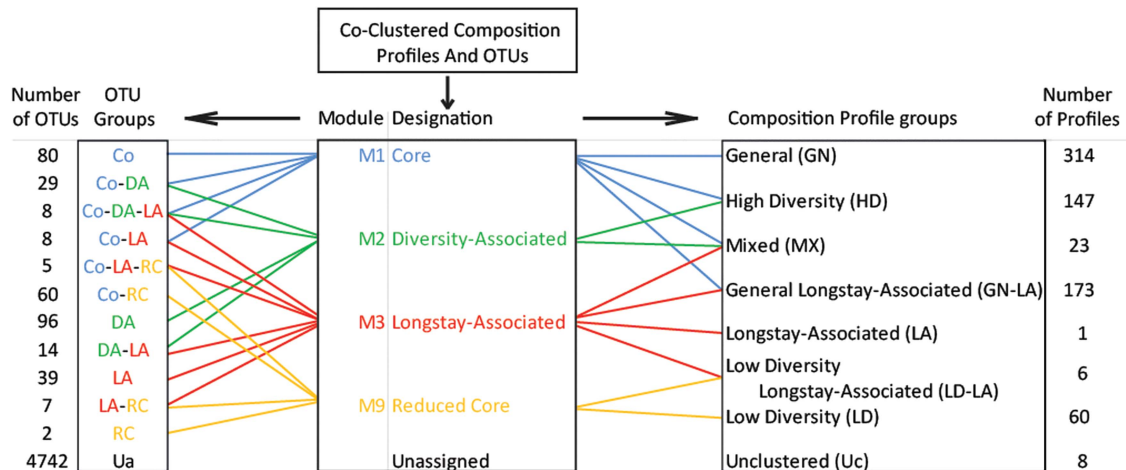 Co-Clustered Composition
Profiles And OTUs
Number of OTUs
OTU Groups
Module
Designation
Composition Profile groups
Number of Profiles
80 Co M1 Core General (GN) 314
29 Co-DA High Diversity (HD) 147
8 Co-DA-LA
8 Co-LA M2 Diversity-Associated Mixed (MX) 23
5 Co-LA-RC
60 Co-RC General Longstay-Associated (GN-LA) 173
96 DA M3 Longstay-Associated Longstay-Associated (LA) 1
14 DA-LA
39 LA Low Diversity
Longstay-Associated (LD-LA) 6
7 LA-RC M9 Reduced Core Low Diversity (LD) 60
2 RC
4742 Ua Unassigned Unclustered (Uc) 8